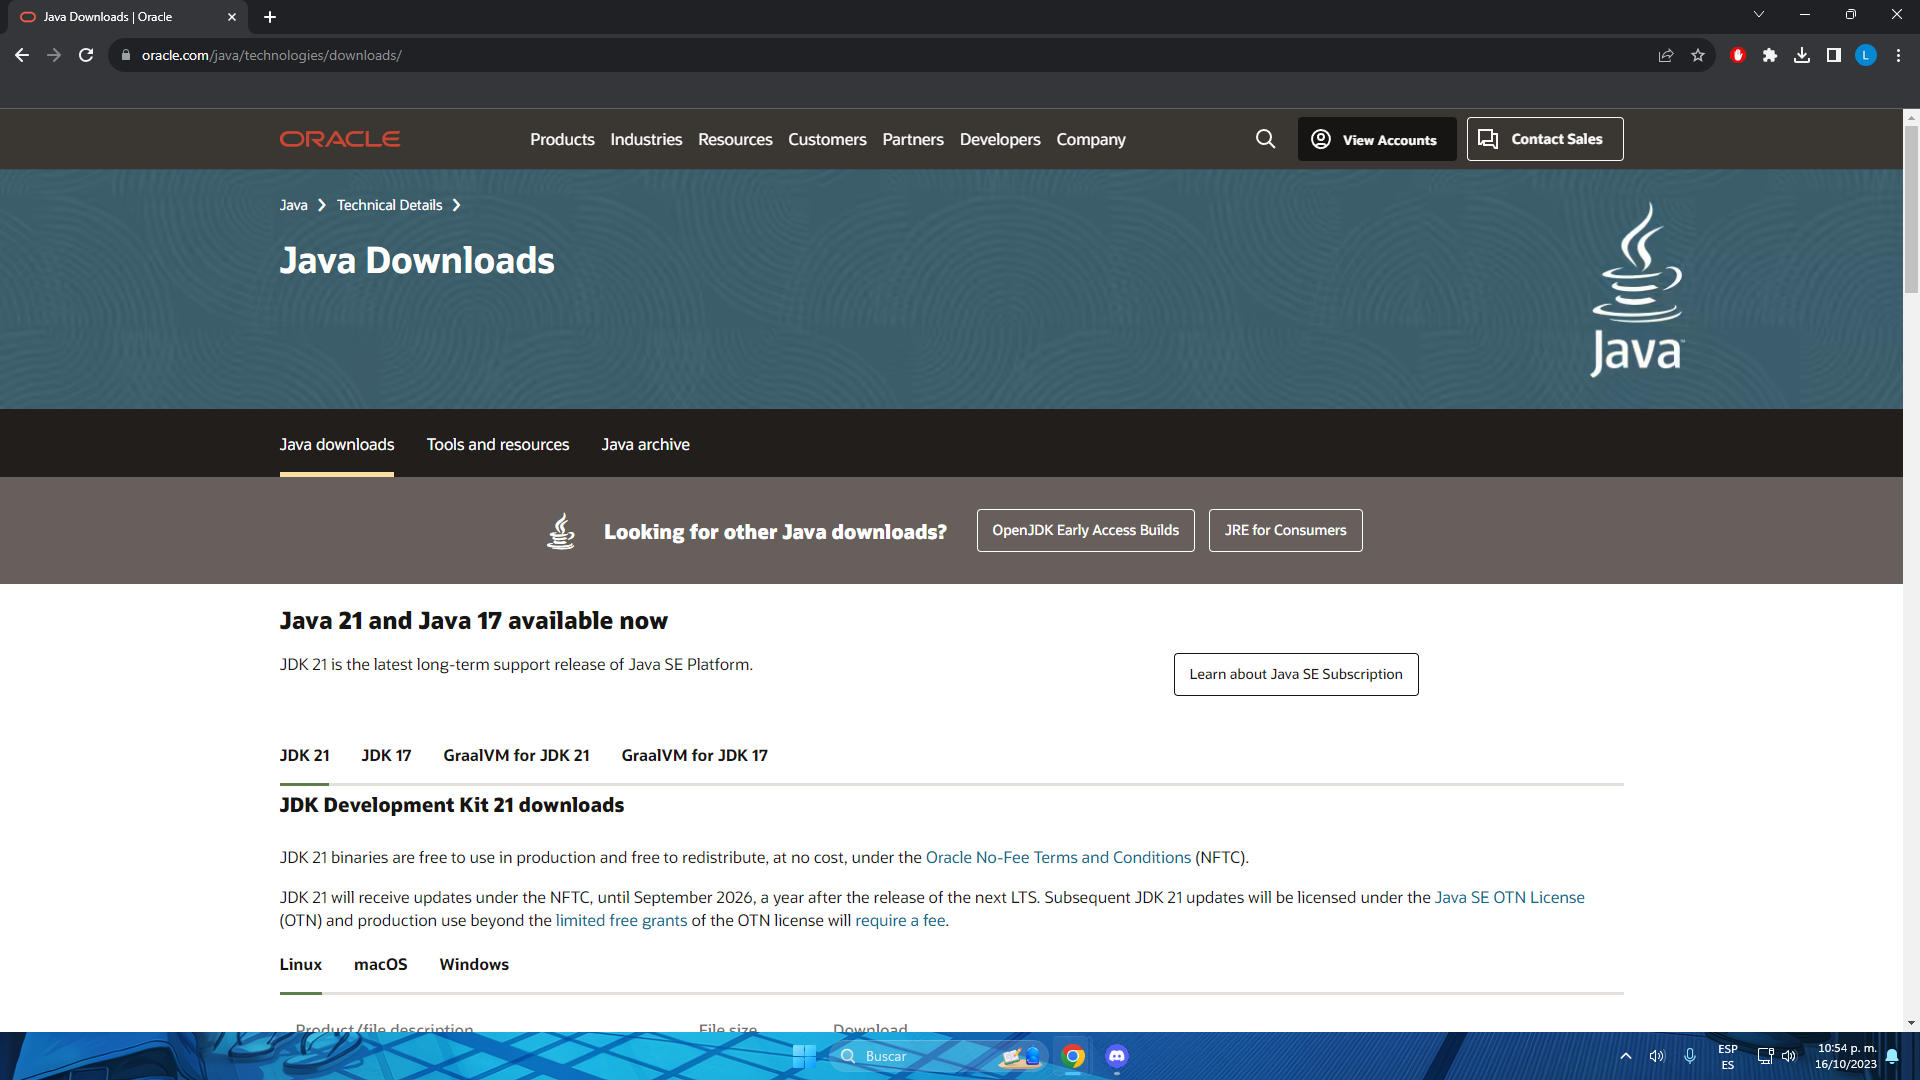 Java Downloads | Oracle
oracle.com/java/technologies/downloads/
L
ORACLE
Products Industries Resources Customers Partners Developers Company
View Accounts
Contact Sales
Java Technical Details
Java Downloads
Java
Java downloads Tools and resources Java archive
Looking for other Java downloads?
OpenJDK Early Access Builds
JRE for Consumers
Java 21 and Java 17 available now
JDK 21 is the latest long-term support release of Java SE Platform.
Learn about Java SE Subscription
JDK 21 JDK 17 GraalVM for JDK 21 GraalVM for JDK 17
JDK Development Kit 21 downloads
JDK 21 binaries are free to use in production and free to redistribute, at no cost, under the Oracle No-Fee Terms and Conditions (NFTC).
JDK 21 will receive updates under the NFTC, until September 2026, a year after the release of the next LTS. Subsequent JDK 21 updates will be licensed under the Java SE OTN License
(OTN) and production use beyond the limited free grants of the OTN license will require a fee.
Linux macOS Windows
Product/file description File size Download
Buscar
ESP
ES
10:54 p. m.
16/10/2023